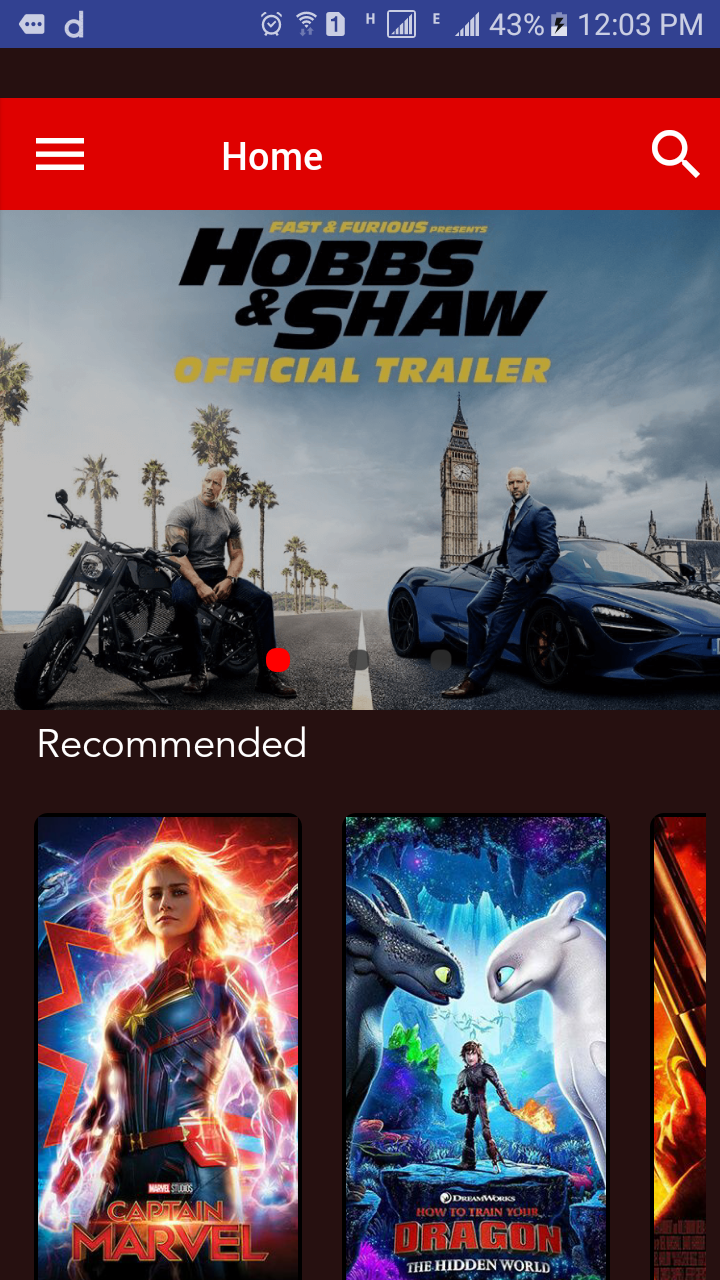 d 1 H E 43% 12:03 PM
Home
FAST & FURIOUS PRESENTS
HOBBS
& SHAW
OFFICIAL TRAILER
Recommended
MARVEL STUDIOS
CAPTAIN
MARVEL
DREAMWORKS
HOW TO TRAIN YOUR
DRAGON
THE HIDDEN WORLD